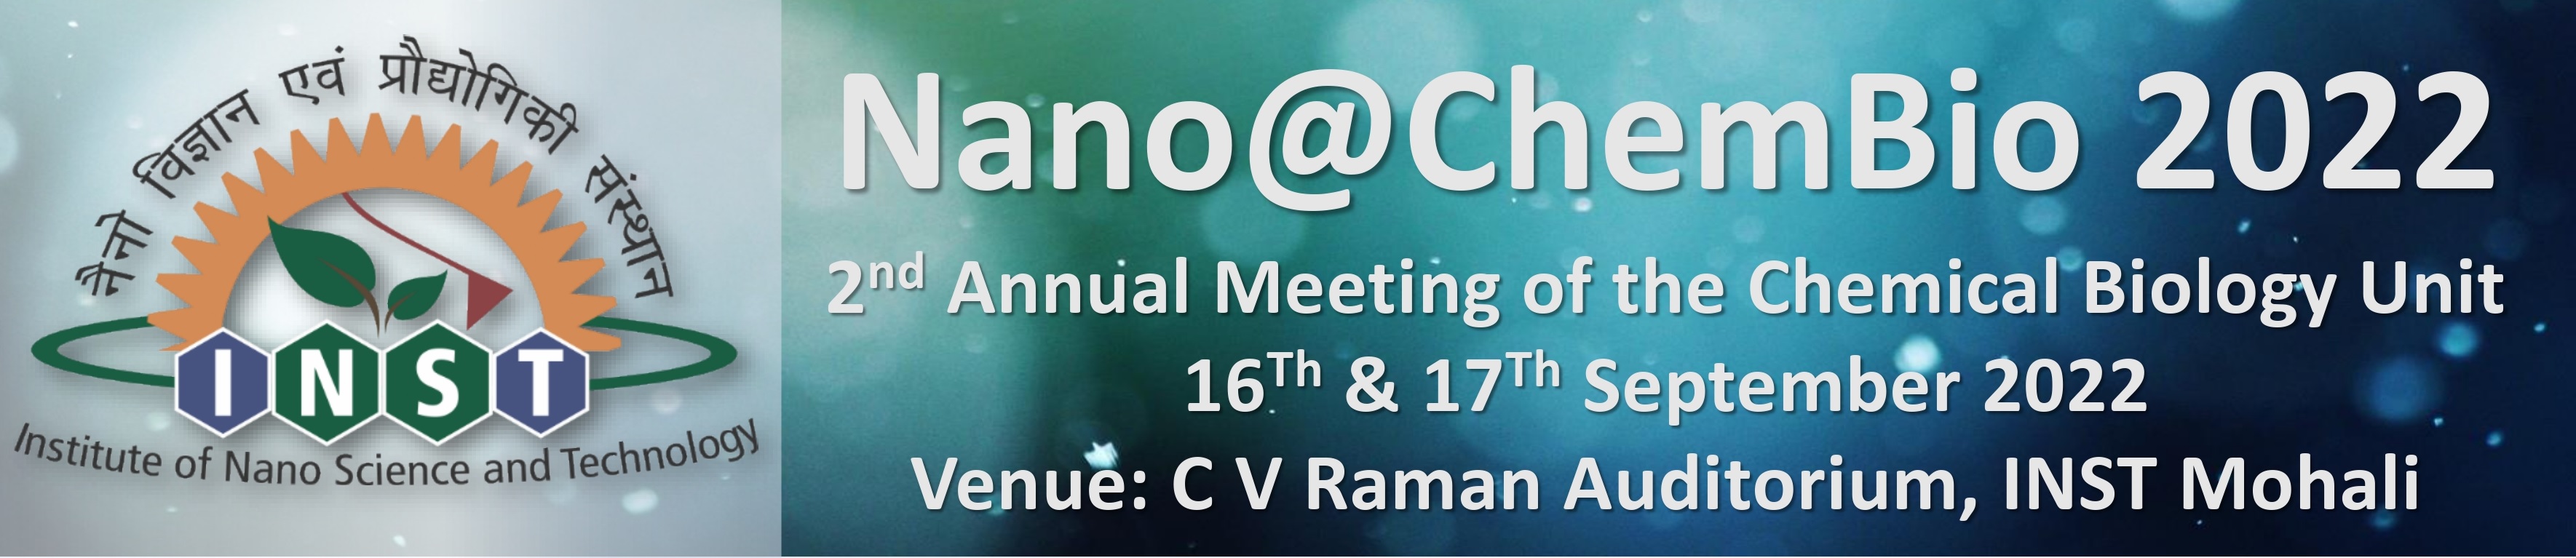 नैनो विज्ञान एवं प्रौद्योगिकी संस्थान
INST
Institute of Nano Science and Technology
Nano@ChemBio 2022
2nd Annual Meeting of the Chemical Biology Unit
16Th & 17Th September 2022
Venue: C V Raman Auditorium, INST Mohali